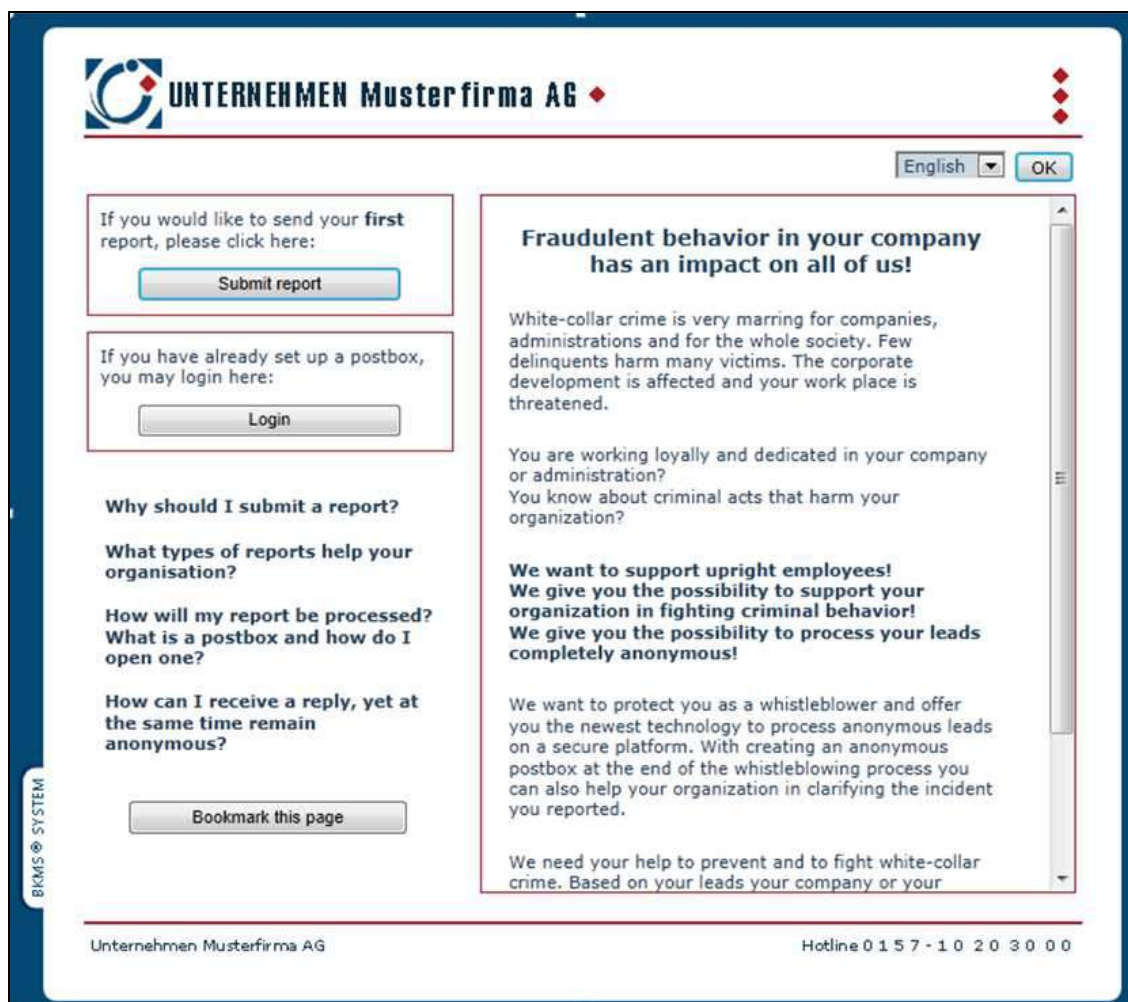 UNTERNEHMEN Musterfirma AG
English
OK
If you would like to send your first
report, please click here:
Submit report
If you have already set up a postbox,
you may login here:
Login
Why should I submit a report?
What types of reports help your
organisation?
How will my report be processed?
What is a postbox and how do I
open one?
How can I receive a reply, yet at
the same time remain
anonymous?
Bookmark this page
BKMS® SYSTEM
Fraudulent behavior in your company
has an impact on all of us!
White-collar crime is very marring for companies,
administrations and for the whole society. Few
delinquents harm many victims. The corporate
development is affected and your work place is
threatened.
You are working loyally and dedicated in your company
or administration?
You know about criminal acts that harm your
organization?
We want to support upright employees!
We give you the possibility to support your
organization in fighting criminal behavior!
We give you the possibility to process your leads
completely anonymous!
We want to protect you as a whistleblower and offer
you the newest technology to process anonymous leads
on a secure platform. With creating an anonymous
postbox at the end of the whistleblowing process you
can also help your organization in clarifying the incident
you reported.
We need your help to prevent and to fight white-collar
crime. Based on your leads your company or your
Unternehmen Musterfirma AG
Hotline 0 1 5 7 - 1 0 2 0 3 0 0 0